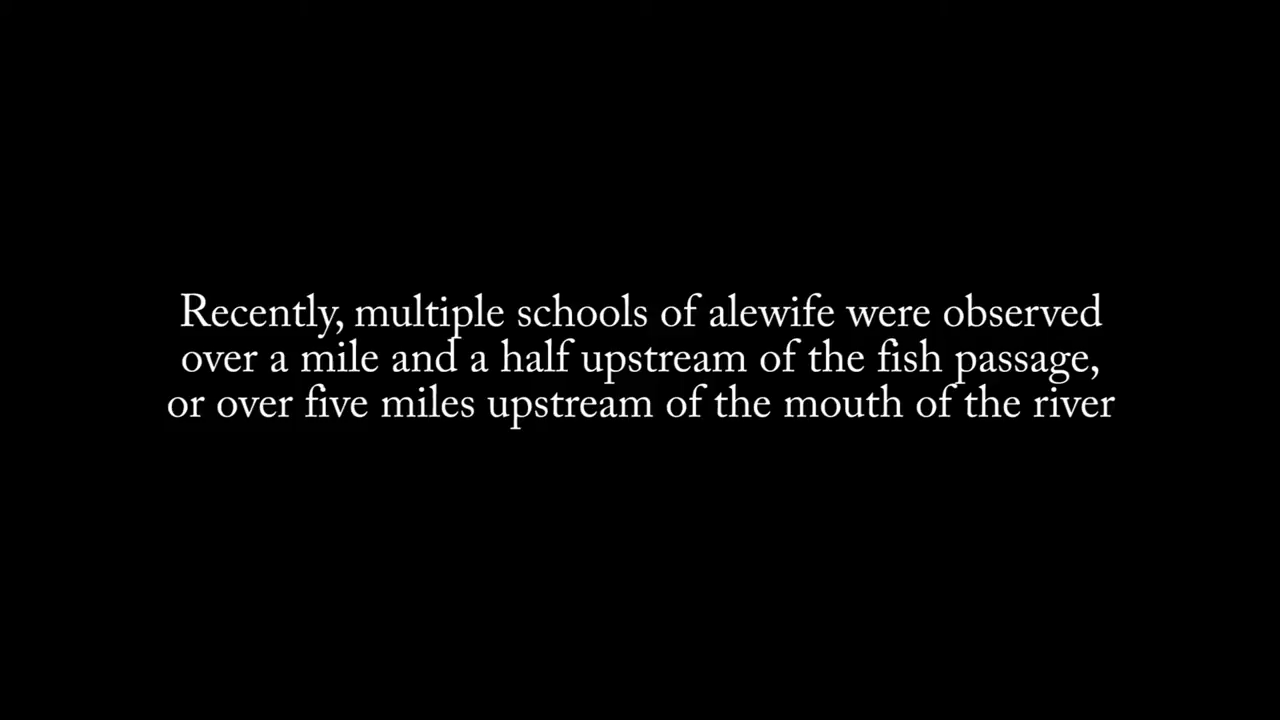 Recently, multiple schools of alewife were observed
over a mile and a half upstream of the fish passage,
or over five miles upstream of the mouth of the river